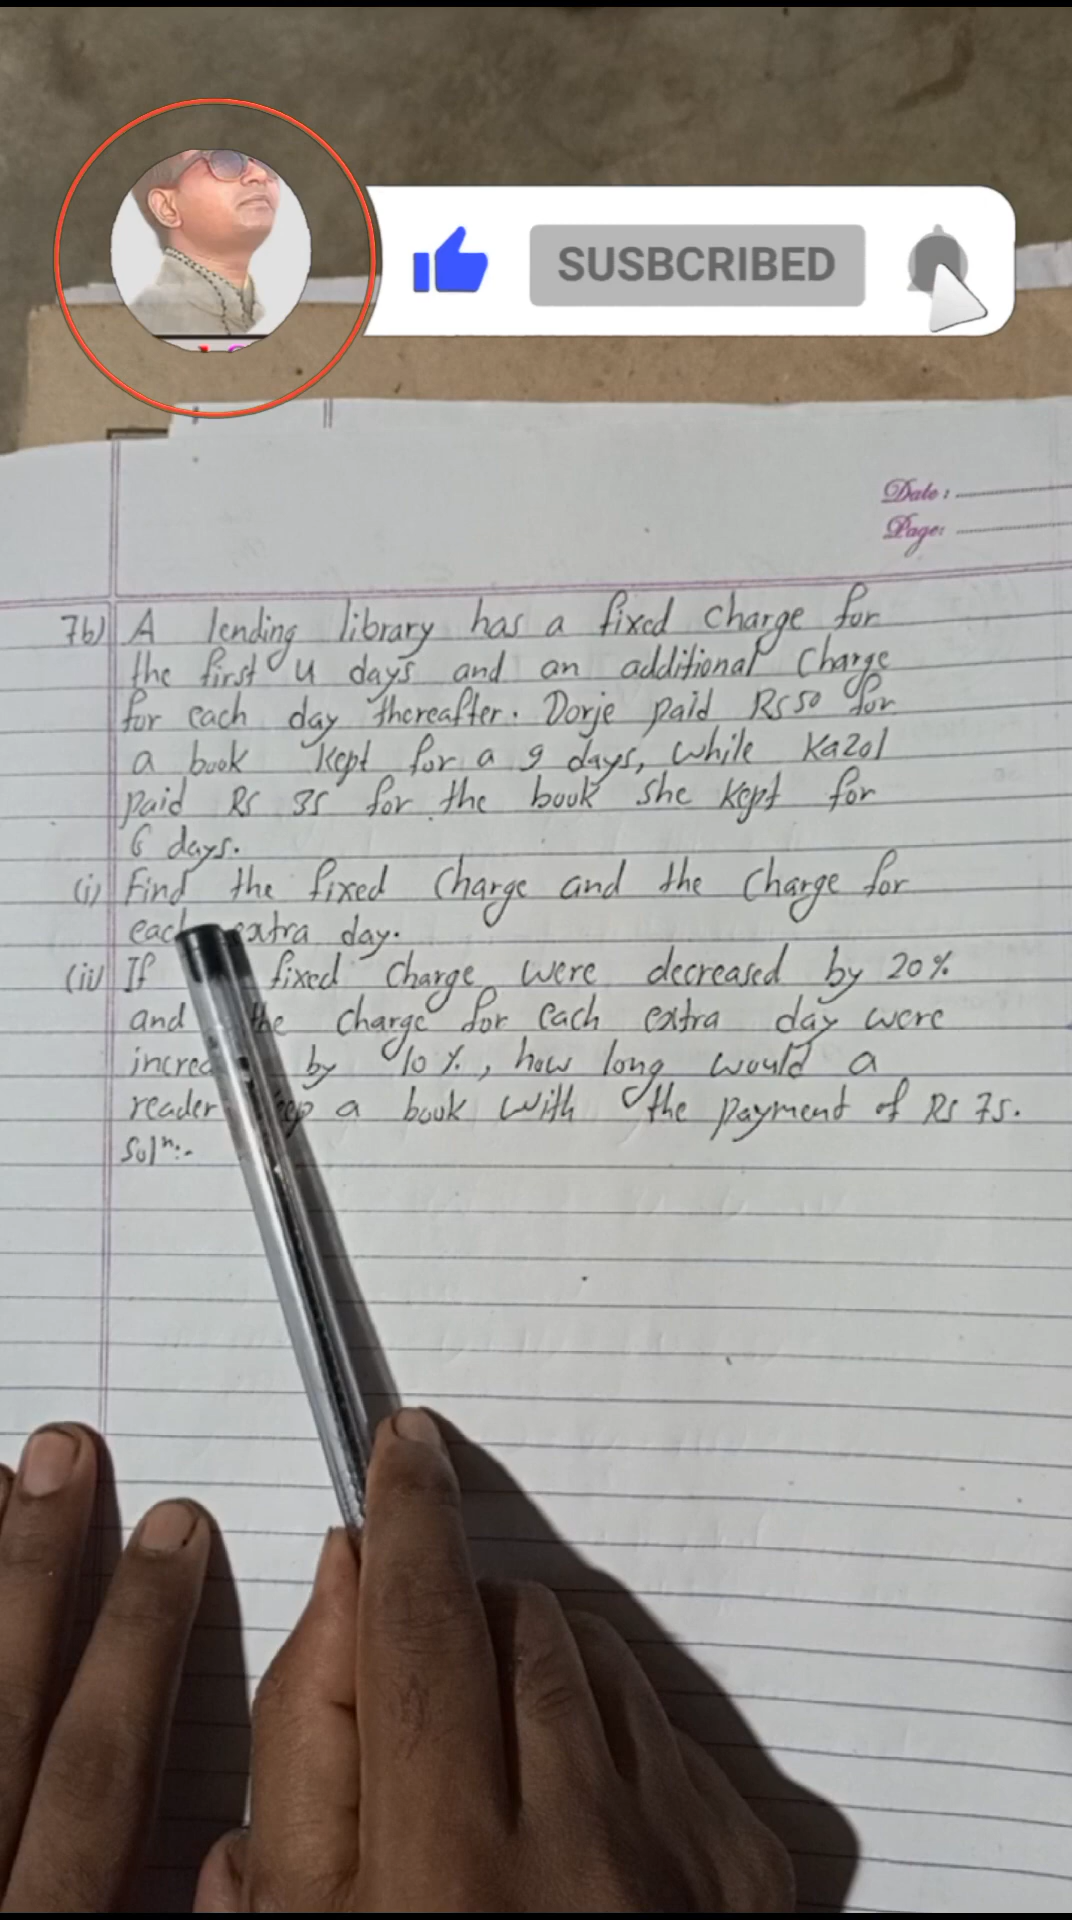 SUSBCRIBED
Date:
Page:
7b) A lending library has a fixed charge for
the first 4 days and an additional charge
for each day thereafter. Dorje paid Rs 50 for
a book kept for a 9 days, while Kazol
paid Rs 35 for the book she kept for
6 days.
(i) Find the fixed charge and the charge for
each extra day.
(ii) If fixed charge were decreased by 20%
and the charge for each extra day were
by 10%, how long would a
reader a book with the payment of Rs 75.
Solⁿ:-